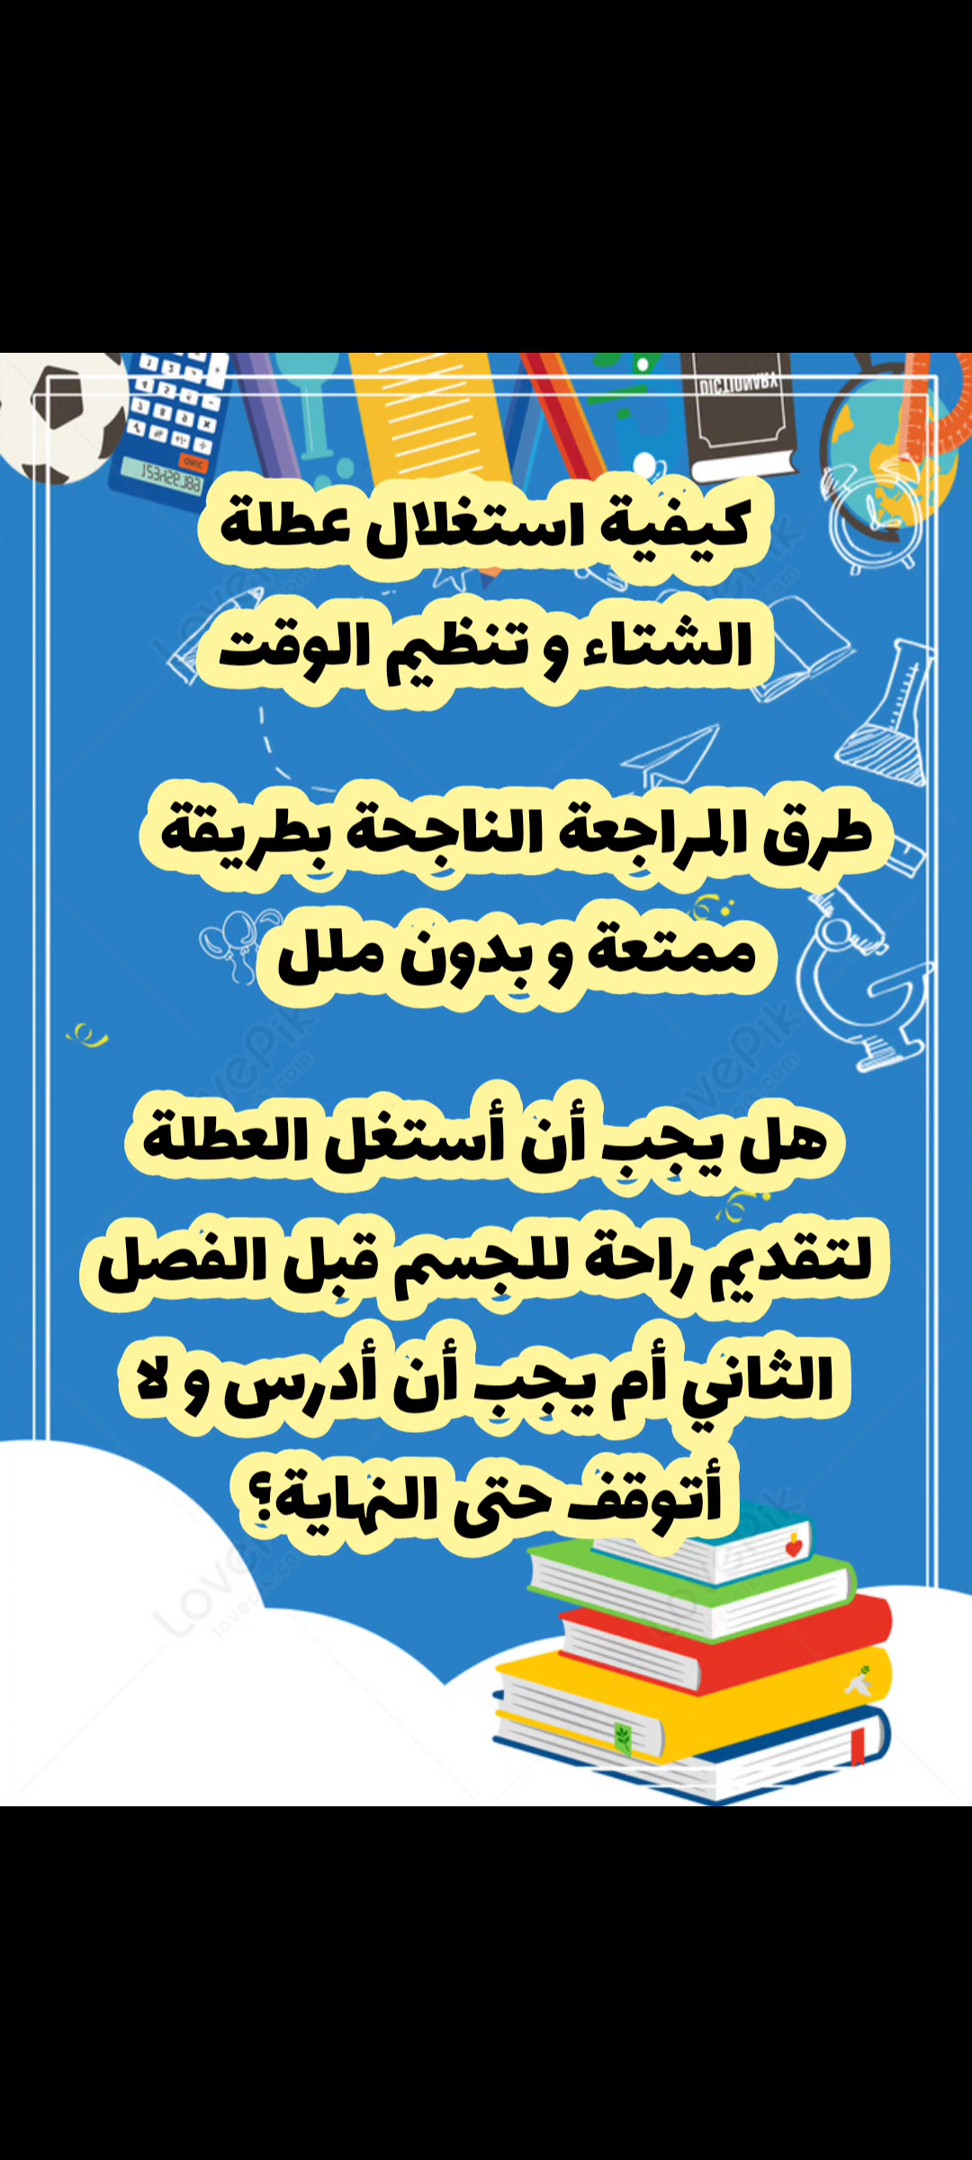 DICTIONARY
كيفية استغلال عطلة
الشتاء و تنظيم الوقت
طرق المراجعة الناجحة بطريقة
ممتعة و بدون ملل
هل يجب أن أستغل العطلة
لتقديم راحة للجسم قبل الفصل
الثاني أم يجب أن أدرس و لا
أتوقف حتى النهاية؟